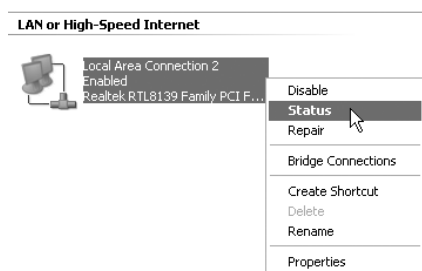 LAN or High-Speed Internet
Local Area Connection 2
Enabled
Realtek RTL8139 Family PCI F...
Disable
Status
Repair
Bridge Connections
Create Shortcut
Delete
Rename
Properties